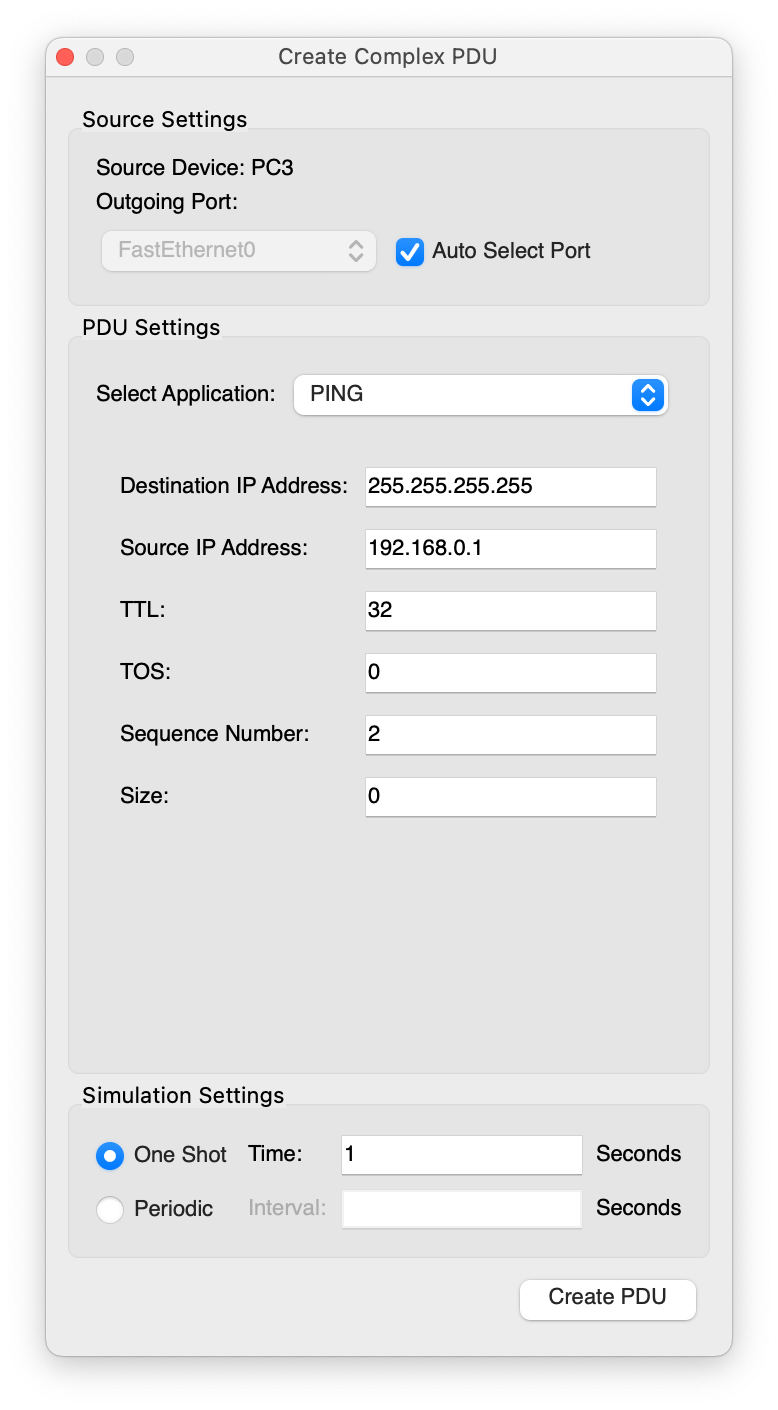 Create Complex PDU
Source Settings
Source Device: PC3
Outgoing Port:
FastEthernet0 Auto Select Port
PDU Settings
Select Application: PING
Destination IP Address: 255.255.255.255
Source IP Address: 192.168.0.1
TTL: 32
TOS: 0
Sequence Number: 2
Size: 0
Simulation Settings
One Shot Time: 1 Seconds
Periodic Interval: Seconds
Create PDU